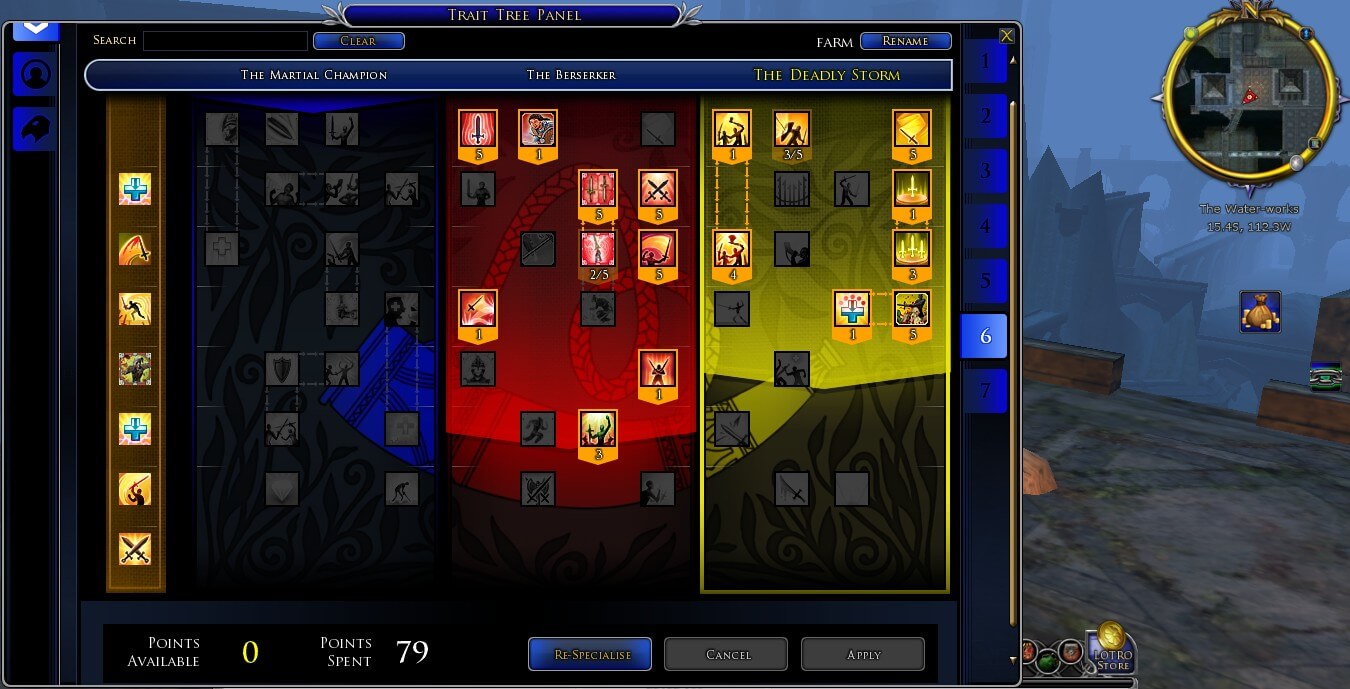 Trait Tree Panel
Search
Clear
FARM
Rename
The Martial Champion
The Berserker
The Deadly Storm
N
5
1
1
3/5
5
5
5
1
2/5
5
4
3
1
1
5
1
3
1
2
3
4
5
6
7
The Water-works
15.4S, 112.3W
Points
Available
0
Points
Spent
79
Re-Specialise
Cancel
Apply
LOTRO
Store